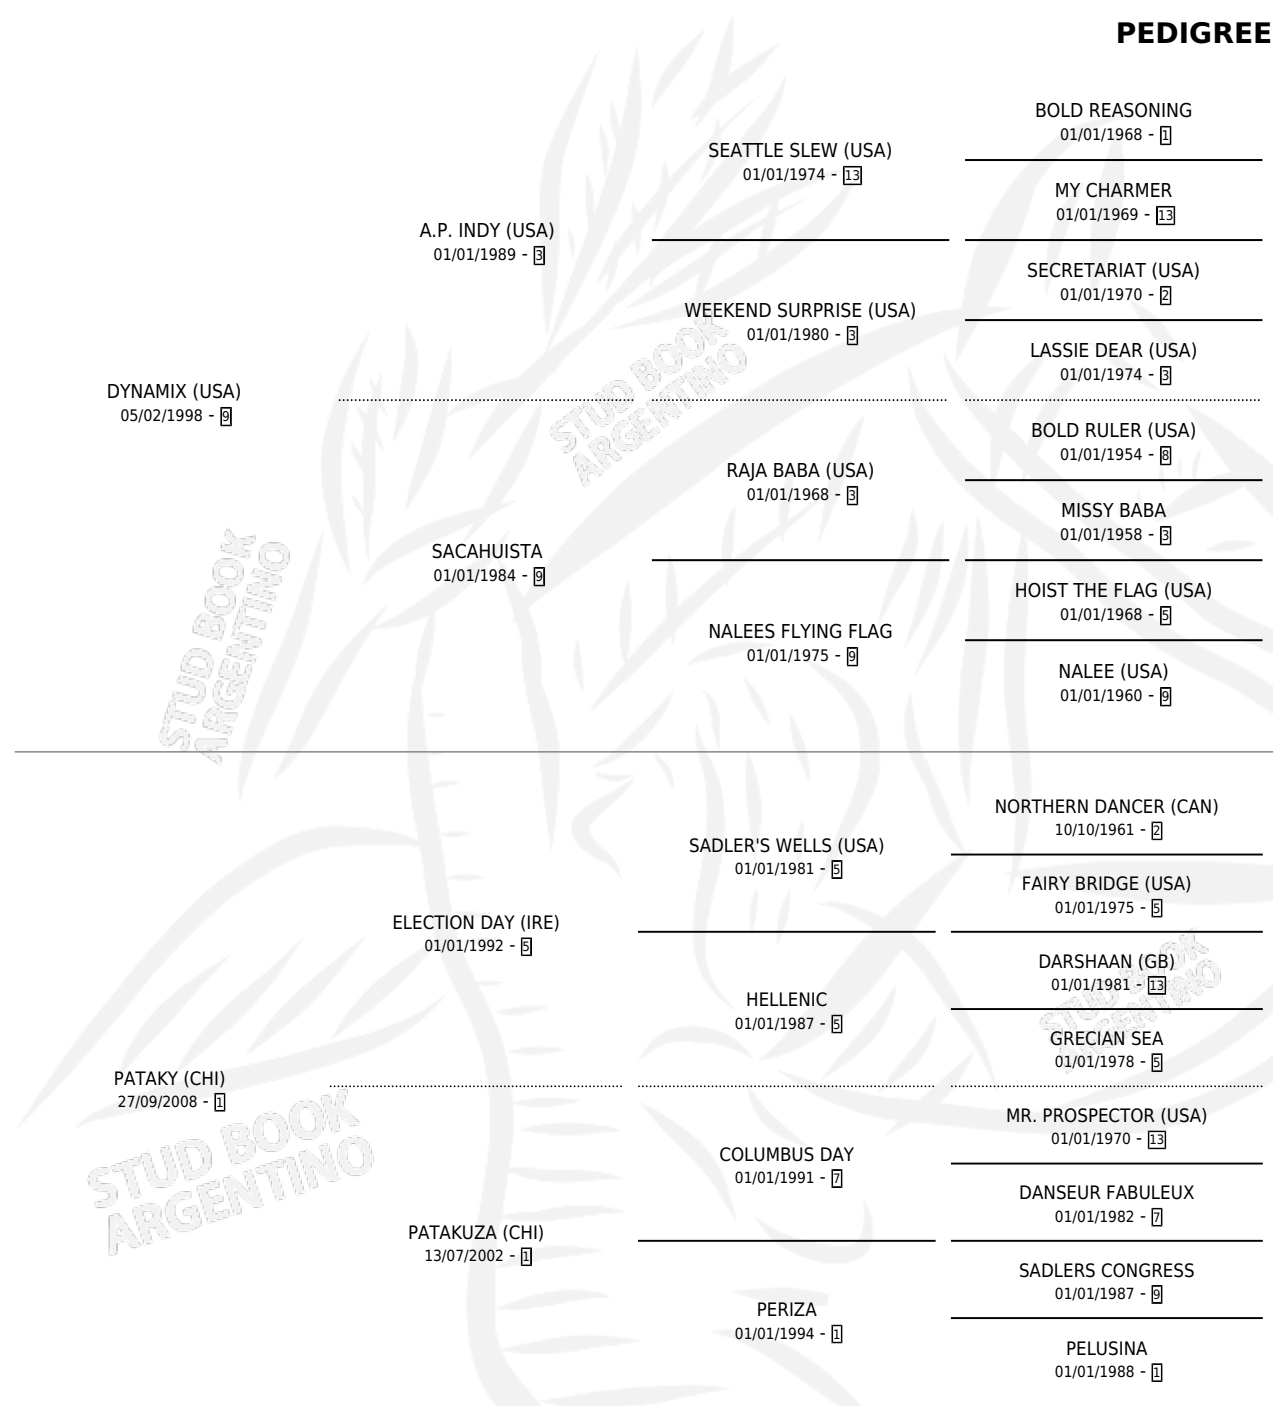 PEDIGREE
BOLD REASONING
01/01/1968 - 1
SEATTLE SLEW (USA)
01/01/1974 - 13
MY CHARMER
01/01/1969 - 13
A.P. INDY (USA)
01/01/1989 - 3
SECRETARIAT (USA)
01/01/1970 - 2
WEEKEND SURPRISE (USA)
01/01/1980 - 3
LASSIE DEAR (USA)
01/01/1974 - 3
DYNAMIX (USA)
05/02/1998 - 9
STUD BOOK
ARGENTINO
BOLD RULER (USA)
01/01/1954 - 8
RAJA BABA (USA)
01/01/1968 - 3
MISSY BABA
01/01/1958 - 3
SACAHUISTA
01/01/1984 - 9
HOIST THE FLAG (USA)
01/01/1968 - 5
NALEES FLYING FLAG
01/01/1975 - 9
NALEE (USA)
01/01/1960 - 9
STUD BOOK
ARGENTINO
NORTHERN DANCER (CAN)
10/10/1961 - 2
SADLER'S WELLS (USA)
01/01/1981 - 5
FAIRY BRIDGE (USA)
01/01/1975 - 5
ELECTION DAY (IRE)
01/01/1992 - 5
DARSHAAN (GB)
01/01/1981 - 13
HELLENIC
01/01/1987 - 5
GRECIAN SEA
01/01/1978 - 5
STUD BOOK
ARGENTINO
PATAKY (CHI)
27/09/2008 - 1
MR. PROSPECTOR (USA)
01/01/1970 - 13
COLUMBUS DAY
01/01/1991 - 7
DANSEUR FABULEUX
01/01/1982 - 7
STUD BOOK
ARGENTINO
PATAKUZA (CHI)
13/07/2002 - 1
SADLERS CONGRESS
01/01/1987 - 9
PERIZA
01/01/1994 - 1
PELUSINA
01/01/1988 - 1